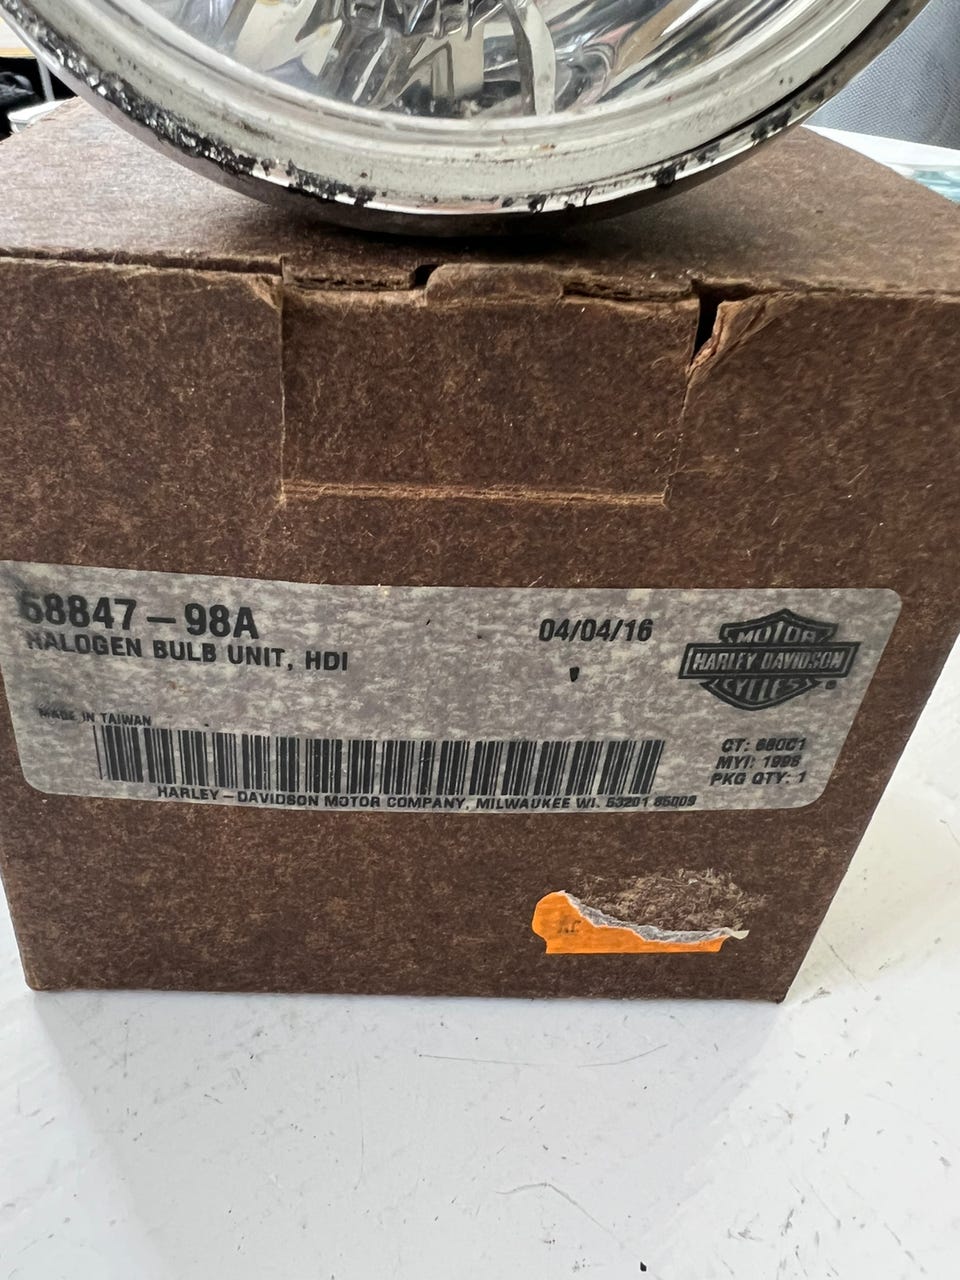 68847-98A
HALOGEN BULB UNIT, HDI
04/04/16
MOTOR
HARLEY-DAVIDSON
CYCLES
®
MADE IN TAIWAN
CT: 680C1
MYI: 1998
PKG QTY: 1
HARLEY-DAVIDSON MOTOR COMPANY, MILWAUKEE WI. 53201 85009